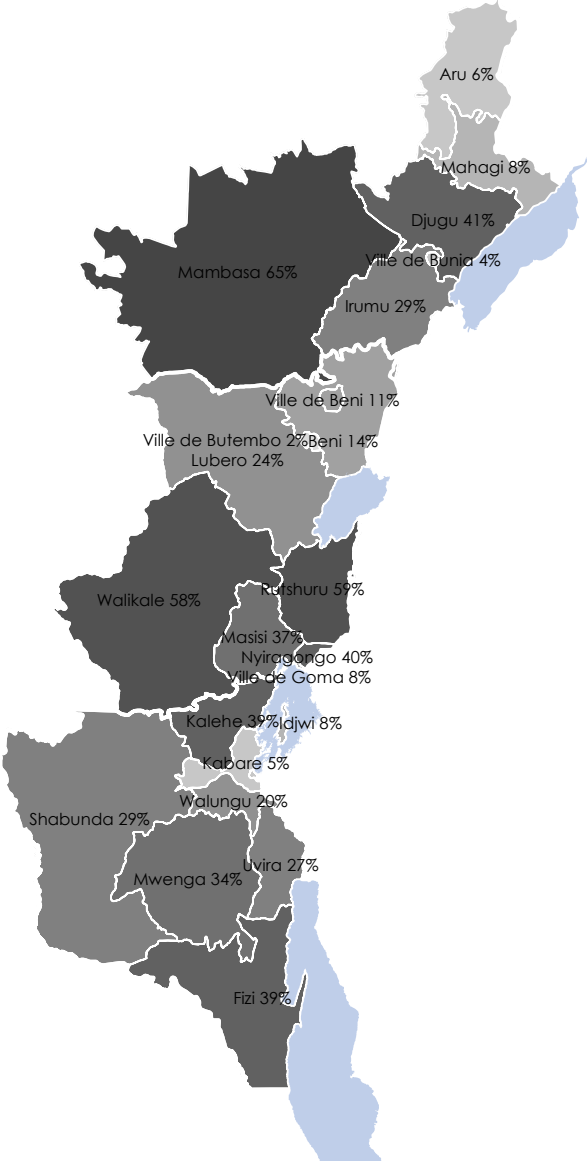 Aru 6%
Mahagi 8%
Djugu 41%
Ville de Bunia 4%
Mambasa 65%
Irumu 29%
Ville de Beni 11%
Ville de Butembo 2%
Beni 14%
Lubero 24%
Rutshuru 59%
Walikale 58%
Masisi 37%
Nyiragongo 40%
Ville de Goma 8%
Kalehe 39%
Idjwi 8%
Kabare 5%
Walungu 20%
Shabunda 29%
Uvira 27%
Mwenga 34%
Fizi 39%